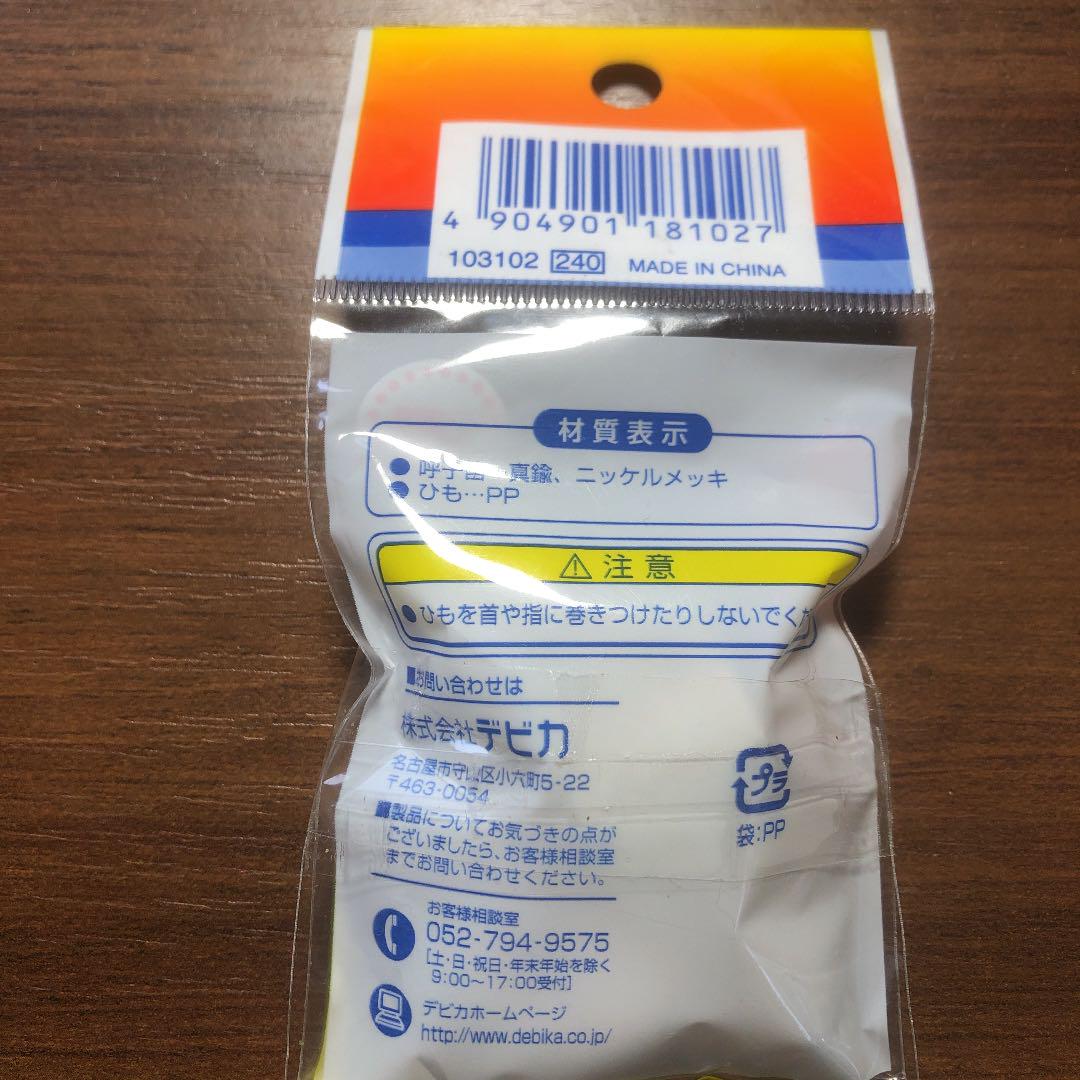 4 904901 181027
103102 240 MADE IN CHINA
材質表示
●呼子笛…真鍮、ニッケルメッキ
●ひも…PP
⚠注意
●ひもを首や指に巻きつけたりしないでくだ
■お問い合わせは
株式会社デビカ
名古屋市守山区小六町5-22
〒463-0054
■製品についてお気づきの点が
ございましたら、お客様相談室
までお問い合わせください。
プラ
袋:PP
お客様相談室
052-794-9575
[土・日・祝日・年末年始を除く
9:00～17:00受付]
デビカホームページ
http://www.debika.co.jp/